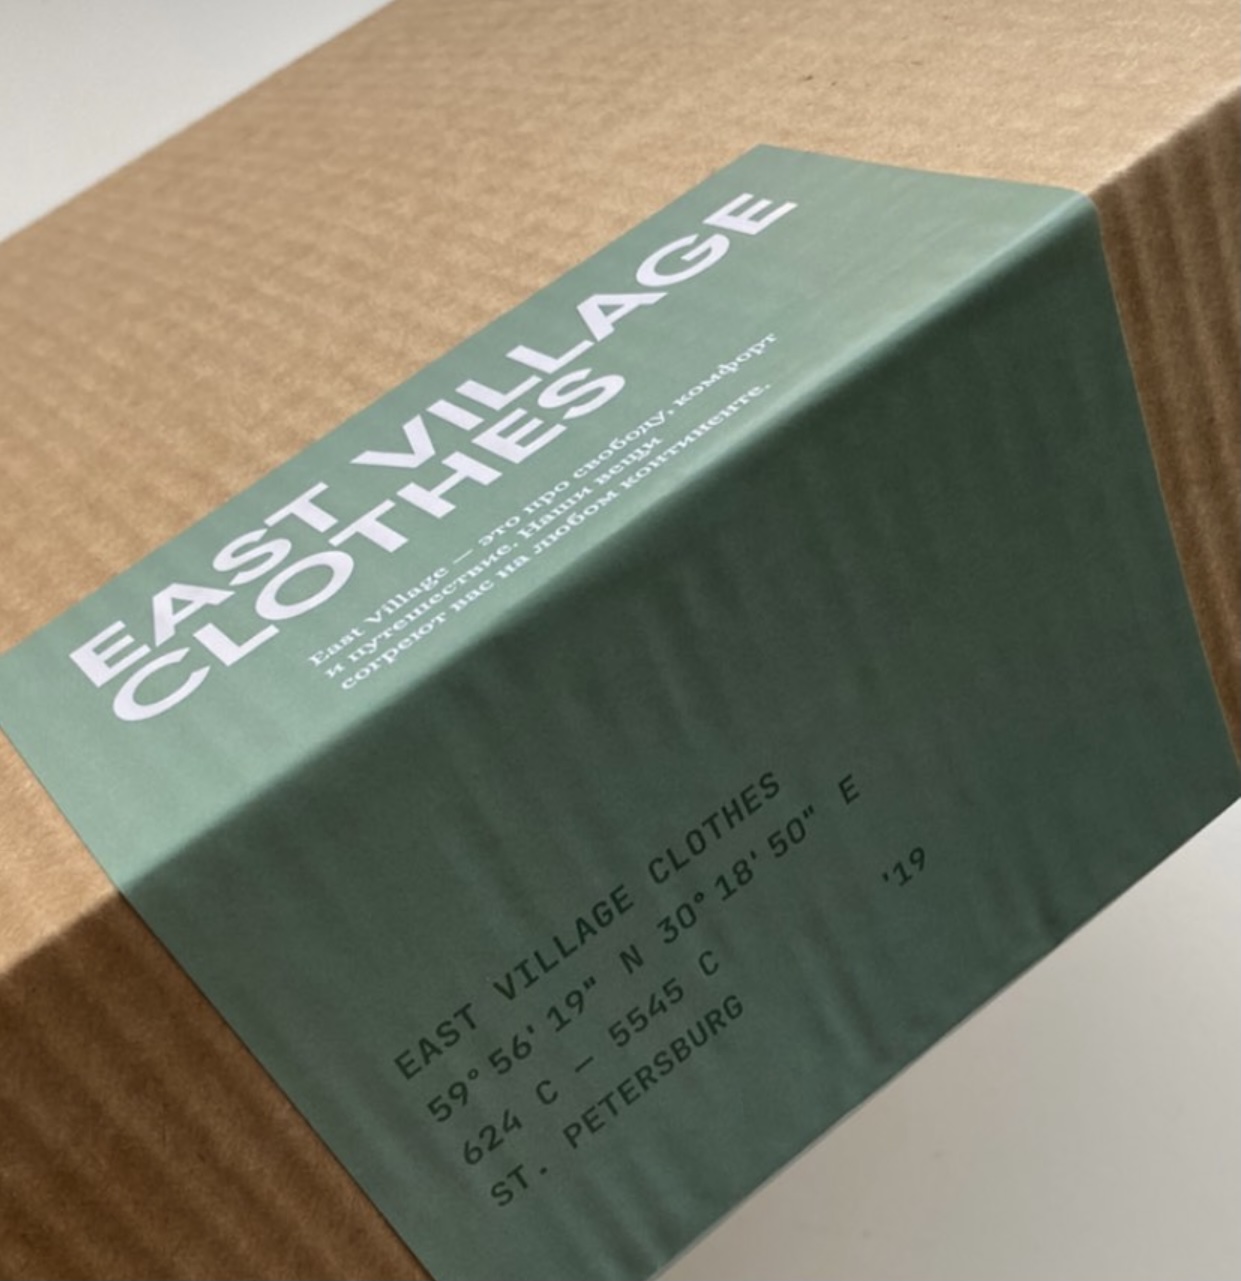 EAST VILLAGE
CLOTHES
East Village — это про свободу, комфорт
и путешествие. Наши вещи
согреют вас на любом континенте.
EAST VILLAGE CLOTHES
59° 56' 19" N 30° 18' 50" E
624 C — 5545 C '19
ST. PETERSBURG